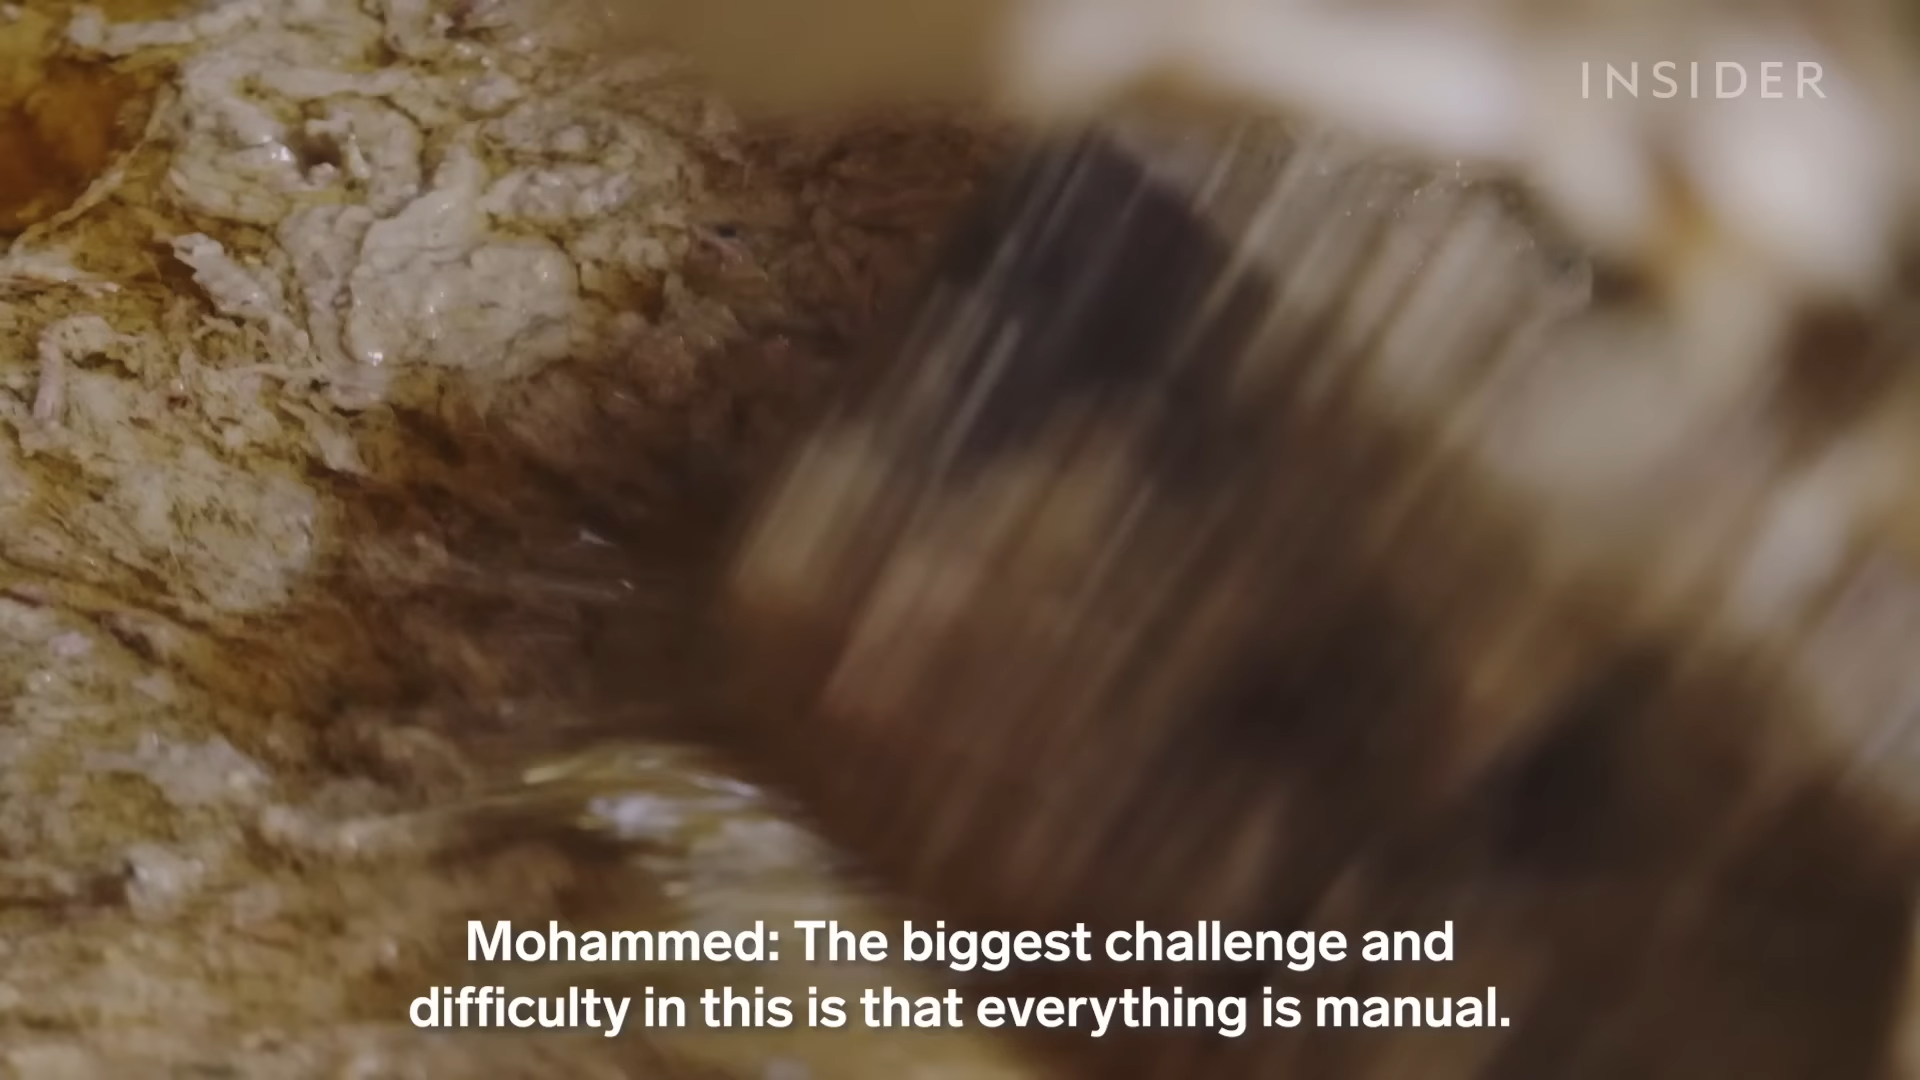 INSIDER
Mohammed: The biggest challenge and
difficulty in this is that everything is manual.